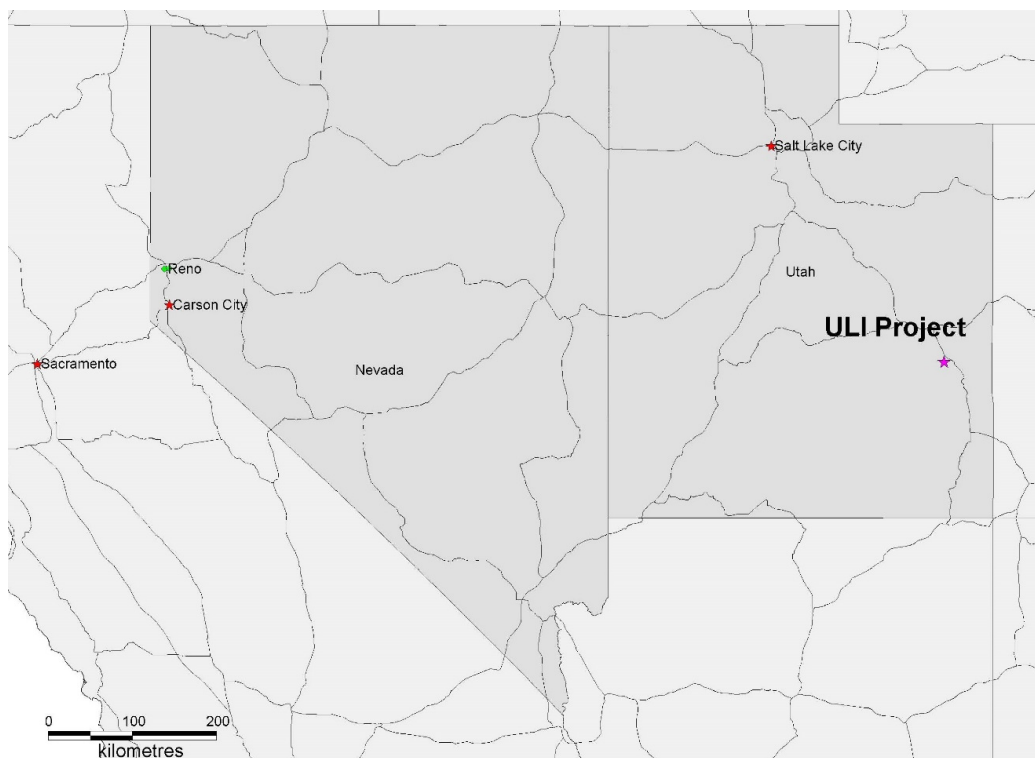 Salt Lake City
Reno
Utah
Carson City
ULI Project
Sacramento
Nevada
0 100 200
kilometres